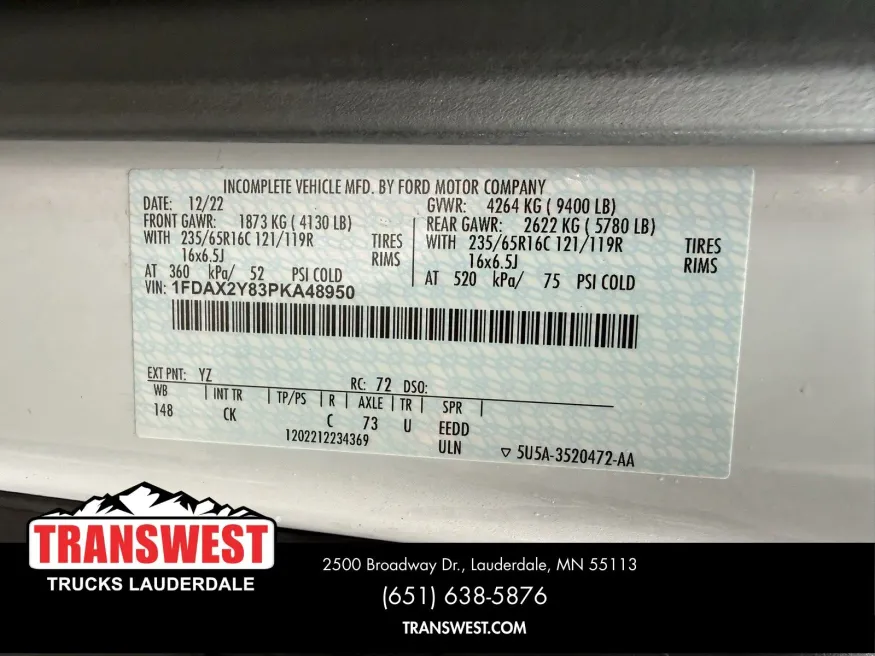 INCOMPLETE VEHICLE MFD. BY FORD MOTOR COMPANY
DATE: 12/22 GVWR: 4264 KG ( 9400 LB)
FRONT GAWR: 1873 KG ( 4130 LB) REAR GAWR: 2622 KG ( 5780 LB)
WITH 235/65R16C 121/119R TIRES WITH 235/65R16C 121/119R TIRES
16x6.5J RIMS 16x6.5J RIMS
AT 360 kPa/ 52 PSI COLD AT 520 kPa/ 75 PSI COLD
VIN: 1FDAX2Y83PKA48950
EXT PNT: YZ RC: 72 DSO:
WB INT TR TP/PS R AXLE TR SPR
148 CK C 73 U EEDD
1202212234369 ULN ▽ 5U5A-3520472-AA
TRANSWEST
TRUCKS LAUDERDALE
2500 Broadway Dr., Lauderdale, MN 55113
(651) 638-5876
TRANSWEST.COM